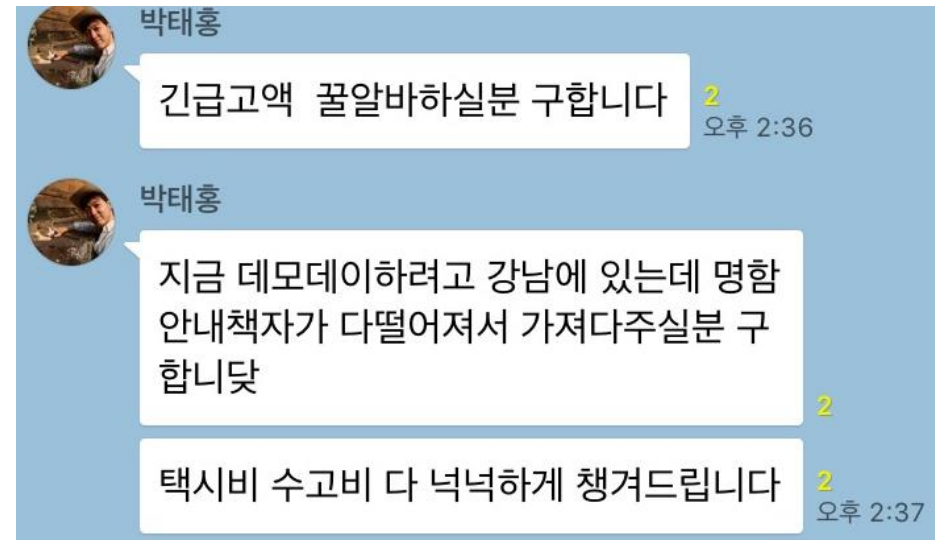 박태홍
긴급고액 꿀알바하실분 구합니다
2
오후 2:36
박태홍
지금 데모데이하려고 강남에 있는데 명함
안내책자가 다떨어져서 가져다주실분 구
합니닺
2
택시비 수고비 다 넉넉하게 챙겨드립니다
2
오후 2:37